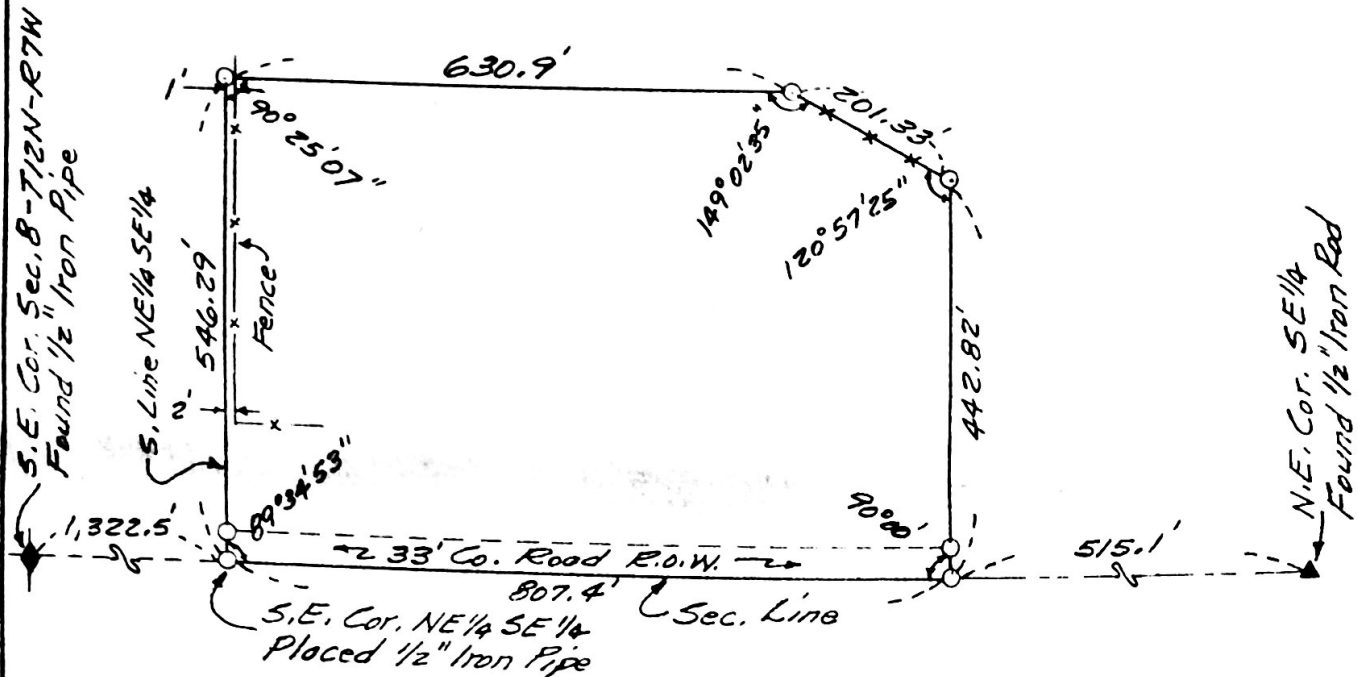 S.E. Cor. Sec. 8-T12N-R7W
Found 1/2" Iron Pipe
1'
630.9'
90°25'07"
149°02'35"
201.33'
120°57'25"
S. Line NE1/4 SE1/4
546.29'
Fence
2'
442.82'
N.E. Cor. SE1/4
Found 1/2" Iron Rod
89°34'53"
90°00'
1,322.5'
33' Co. Road R.O.W.
515.1'
807.4'
Sec. Line
S.E. Cor. NE1/4 SE1/4
Placed 1/2" Iron Pipe